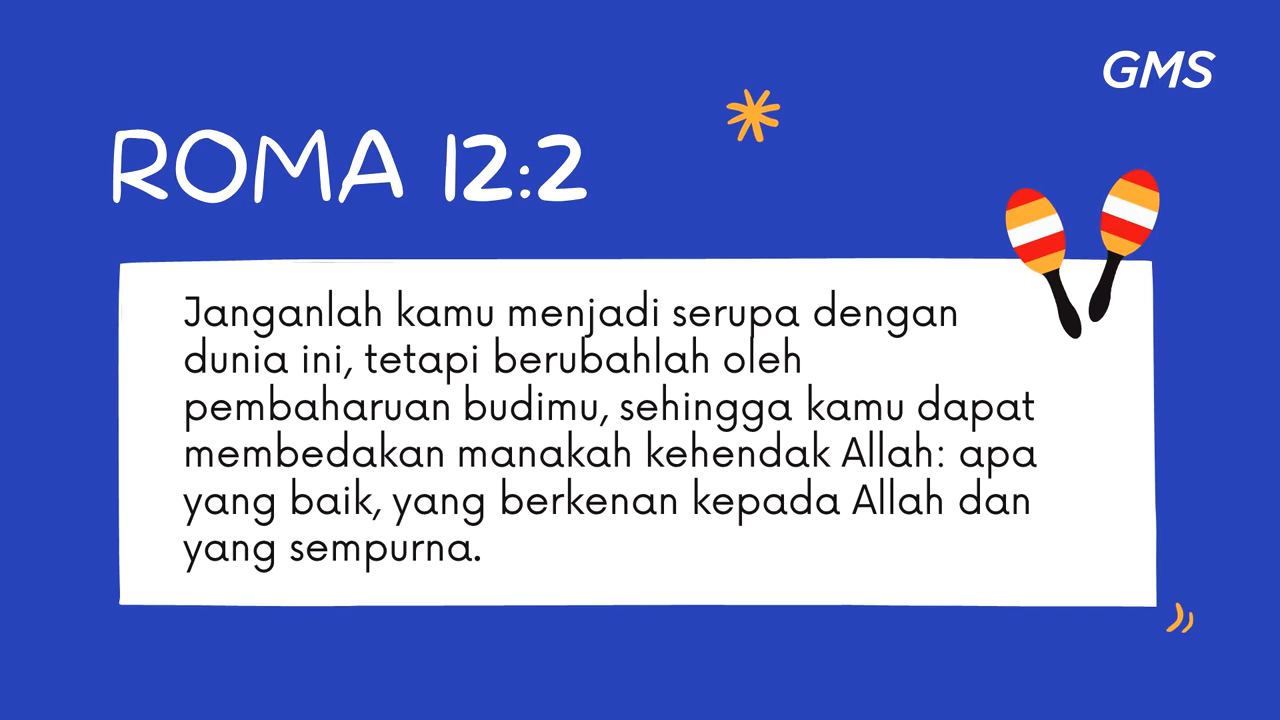 GMS
ROMA 12:2
Janganlah kamu menjadi serupa dengan
dunia ini, tetapi berubahlah oleh
pembaharuan budimu, sehingga kamu dapat
membedakan manakah kehendak Allah: apa
yang baik, yang berkenan kepada Allah dan
yang sempurna.